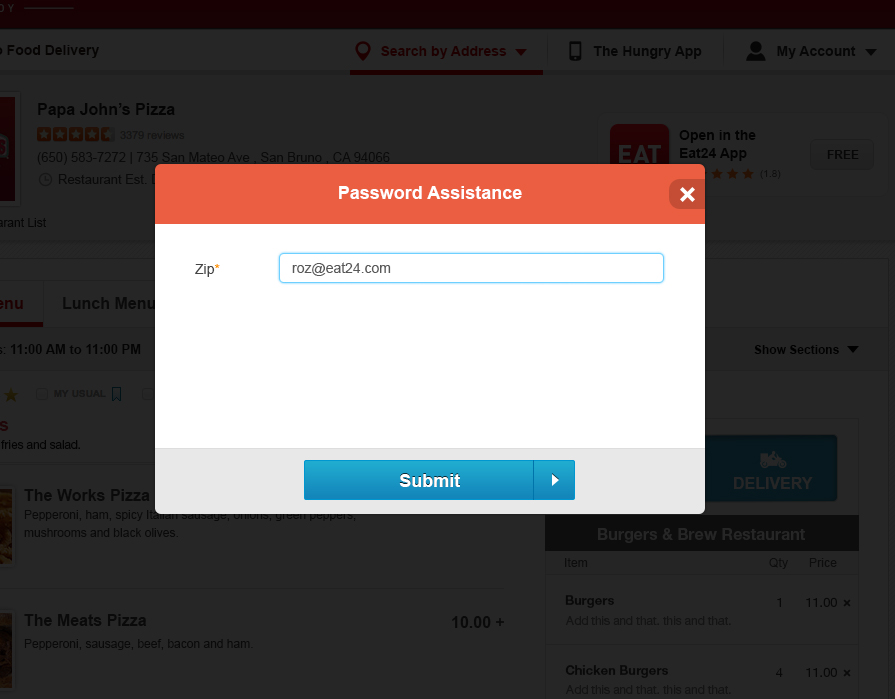 Food Delivery
Search by Address
The Hungry App
My Account
Papa John's Pizza
3379 reviews
(650) 583-7272 | 735 San Mateo Ave , San Bruno , CA 94066
Restaurant Est.
Open in the
Eat24 App
EAT
FREE
(1.8)
List
Password Assistance
Zip*
roz@eat24.com
Submit
Lunch Menu
11:00 AM to 11:00 PM
Show Sections
MY USUAL
fries and salad.
DELIVERY
The Works Pizza
Pepperoni, ham, spicy Italian sausage, onions, green peppers,
mushrooms and black olives.
Burgers & Brew Restaurant
Item Qty Price
Burgers 1 11.00 ×
Add this and that. this and that.
The Meats Pizza 10.00 +
Pepperoni, sausage, beef, bacon and ham.
Chicken Burgers 4 11.00 ×
Add this and that. this and that.